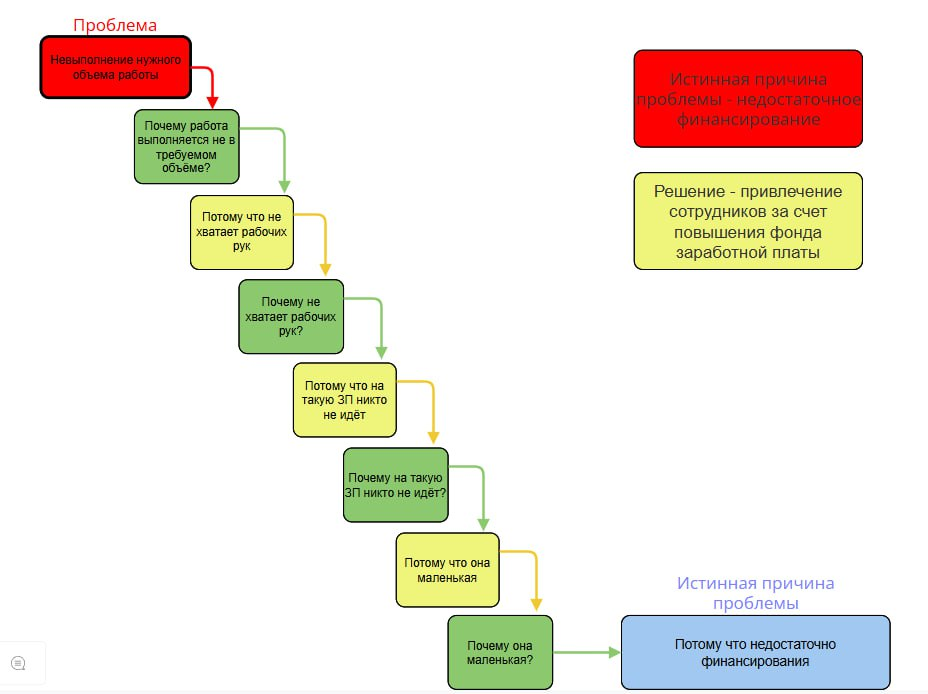 Проблема
Невыполнение нужного
объема работы
Истинная причина
проблемы - недостаточное
финансирование
Почему работа
выполняется не в
требуемом
объёме?
Решение - привлечение
сотрудников за счет
повышения фонда
заработной платы
Потому что не
хватает рабочих
рук
Почему не
хватает рабочих
рук?
Потому что на
такую ЗП никто
не идёт
Почему на такую
ЗП никто не идёт?
Потому что она
маленькая
Истинная причина
проблемы
Почему она
маленькая?
Потому что недостаточно
финансирования